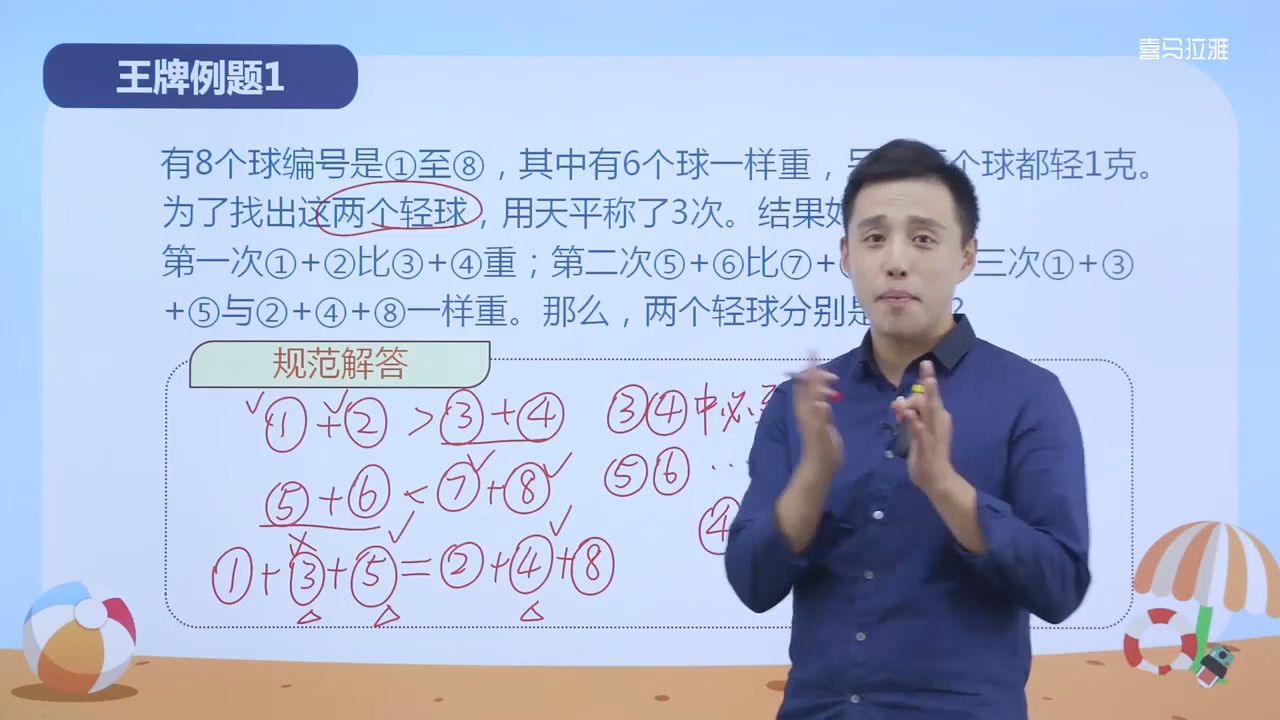 喜马拉雅
王牌例题1
有8个球编号是①至⑧，其中有6个球一样重，个球都轻1克。
为了找出这两个轻球，用天平称了3次。结果
第一次①+②比③+④重；第二次⑤+⑥比⑦+三次①+③
+⑤与②+④+⑧一样重。那么，两个轻球分别
规范解答
①+②>③+④ ③④中必
⑤+⑥<⑦+⑧ ⑤⑥…
④
①+③+⑤=②+④+⑧